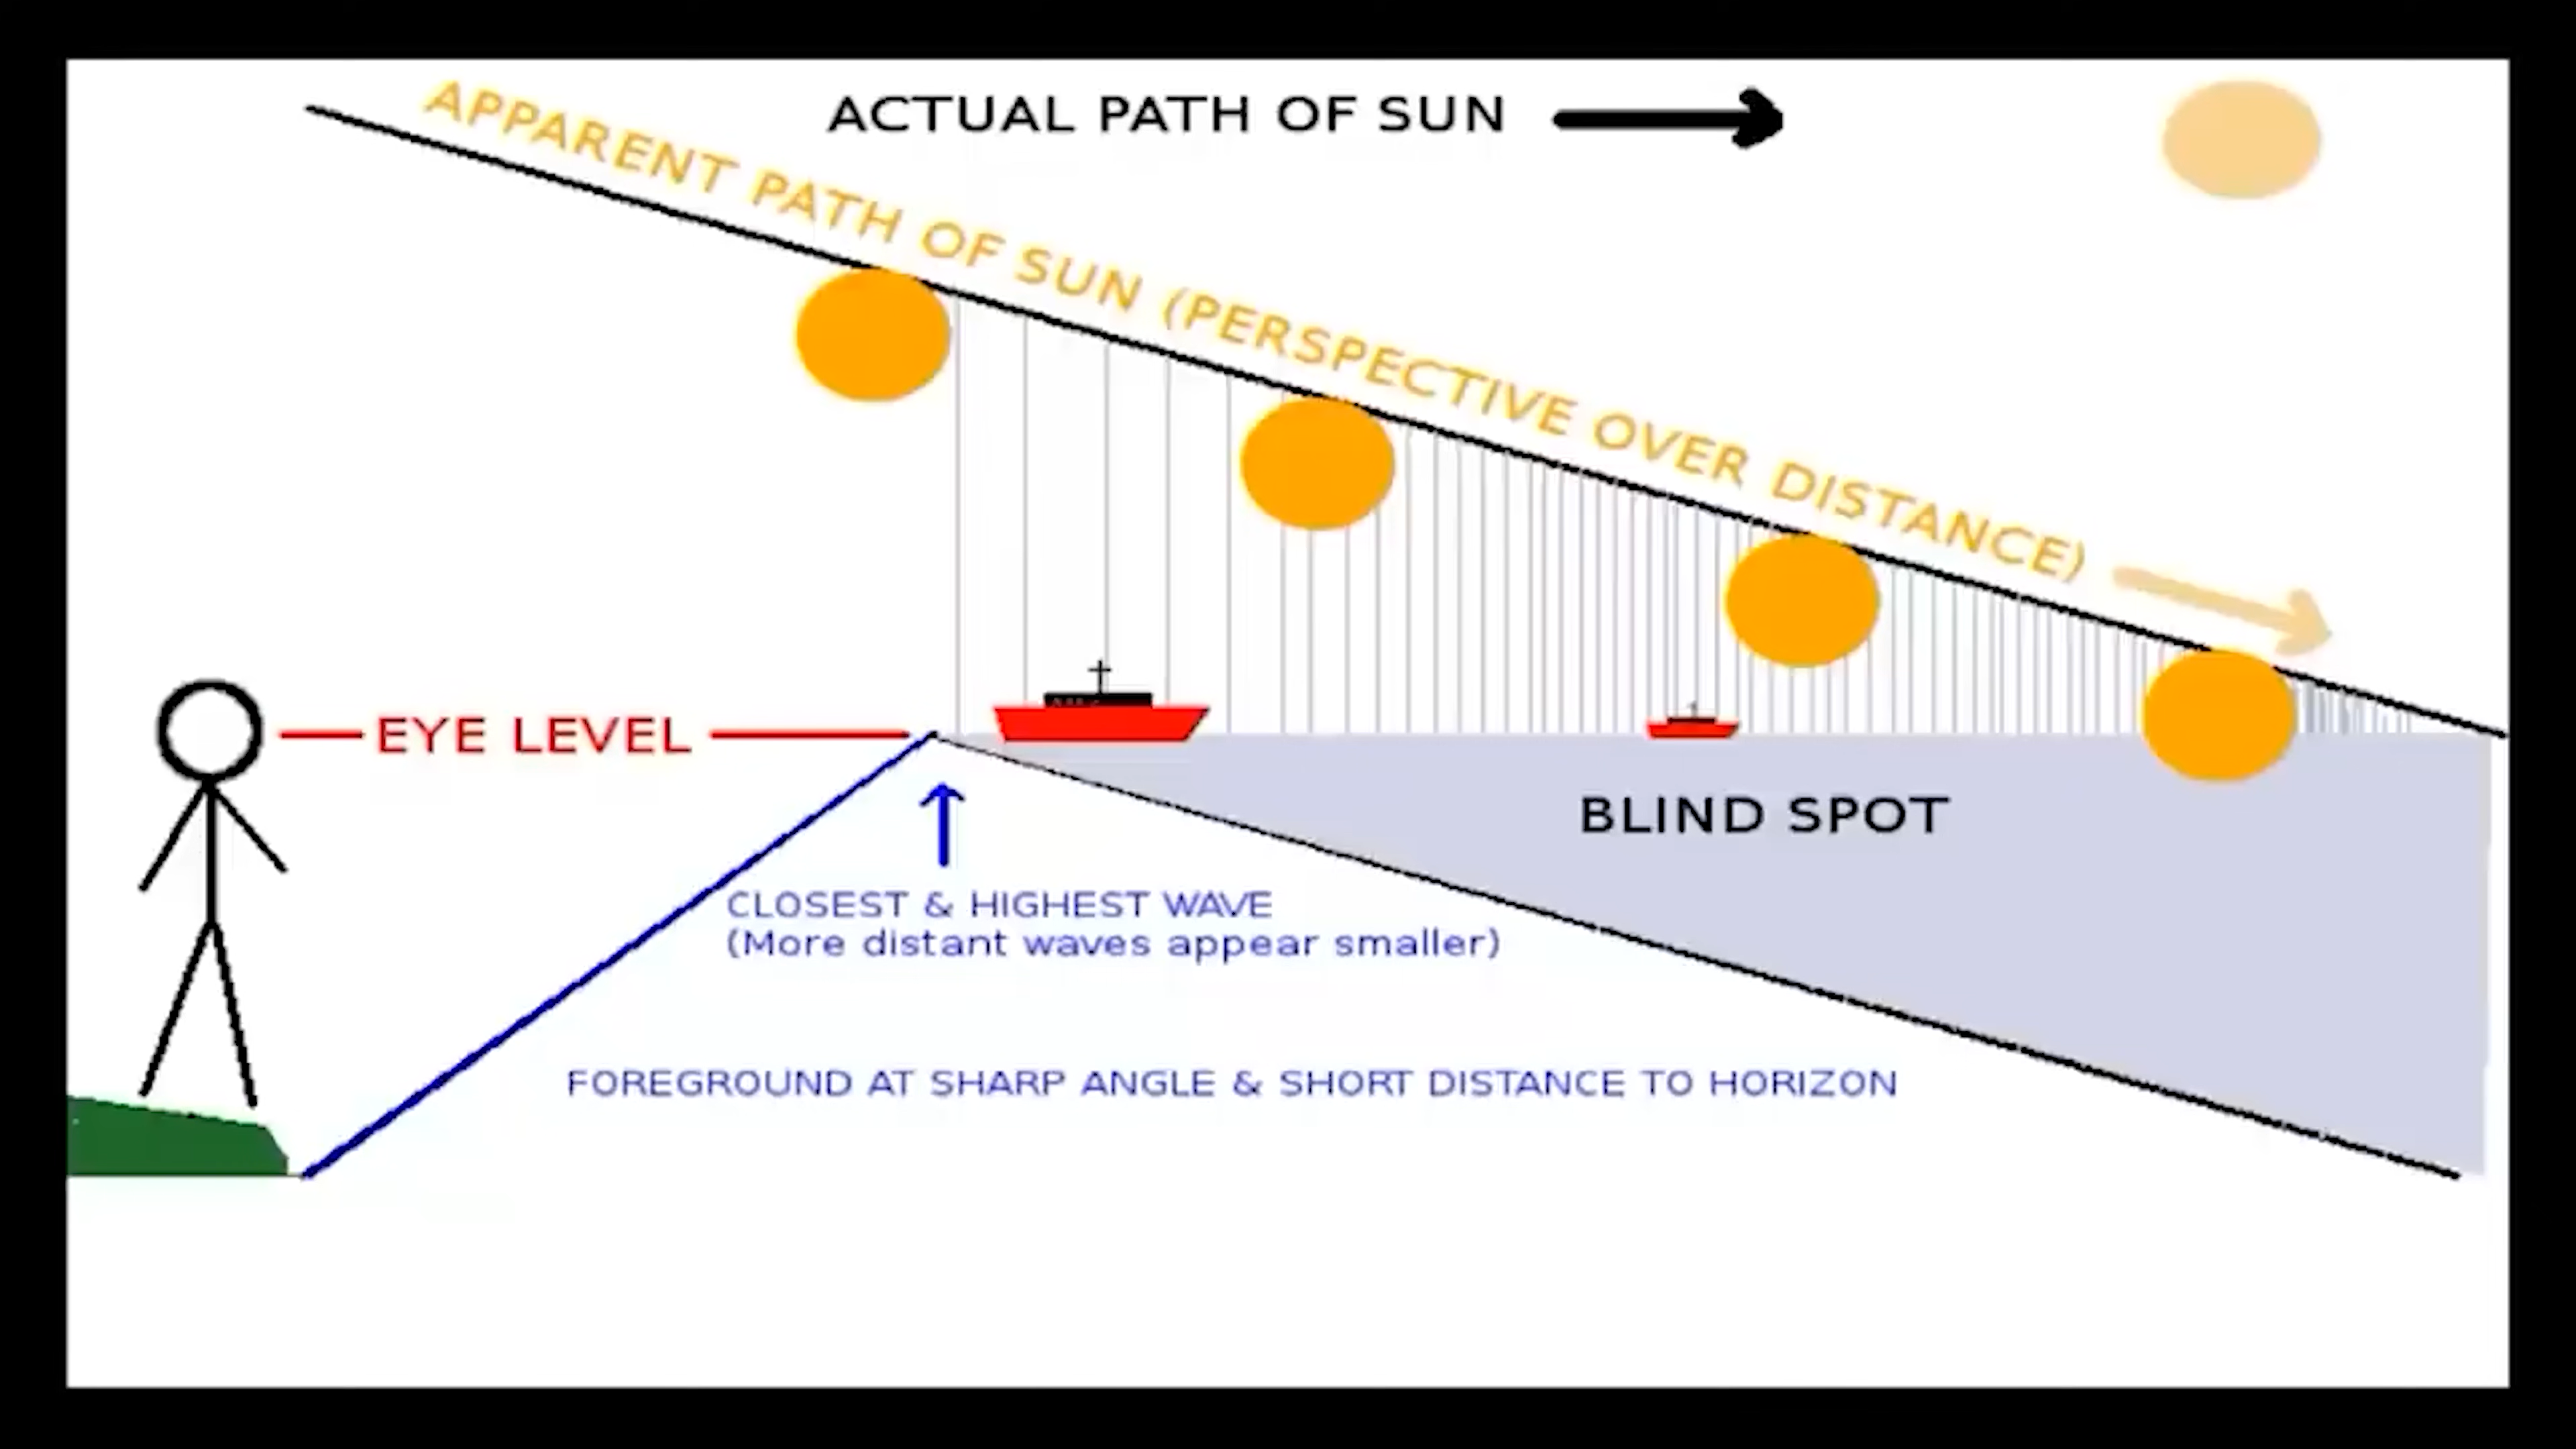 ACTUAL PATH OF SUN
APPARENT PATH OF SUN (PERSPECTIVE OVER DISTANCE)
EYE LEVEL
BLIND SPOT
CLOSEST & HIGHEST WAVE
(More distant waves appear smaller)
FOREGROUND AT SHARP ANGLE & SHORT DISTANCE TO HORIZON